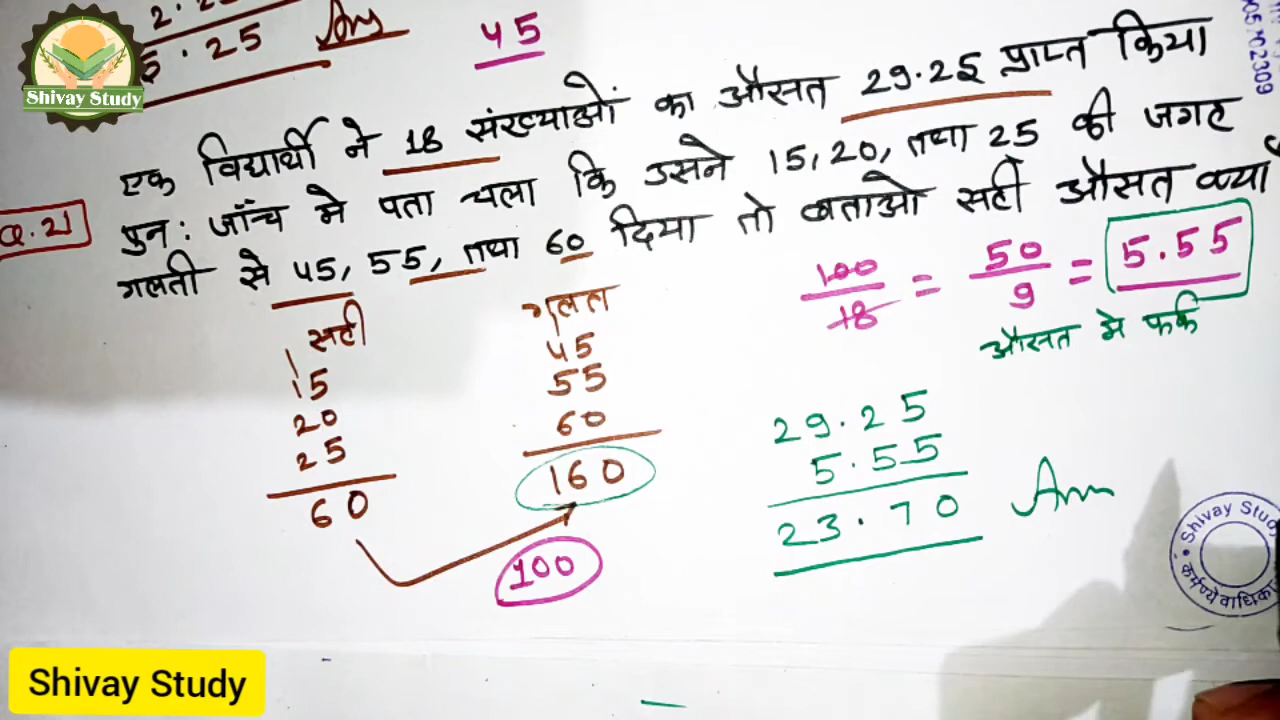 5.25 Ans
45
Shivay Study
एक विद्यार्थी ने 18 संख्याओं का औसत 29.25 प्राप्त किया
Q.21
पुन: जाँच मे पता चला कि उसने 15, 20, तथा 25 की जगह
गलती से 45, 55, तथा 60 दिया तो बताओ सही औसत क्या
सही
15
20
25
60
गलत
45
55
60
160
100
100/18 = 50/9 = 5.55
औसत मे फर्क
29.25
5.55
23.70 Ans
Shivay Study
Shivay Study